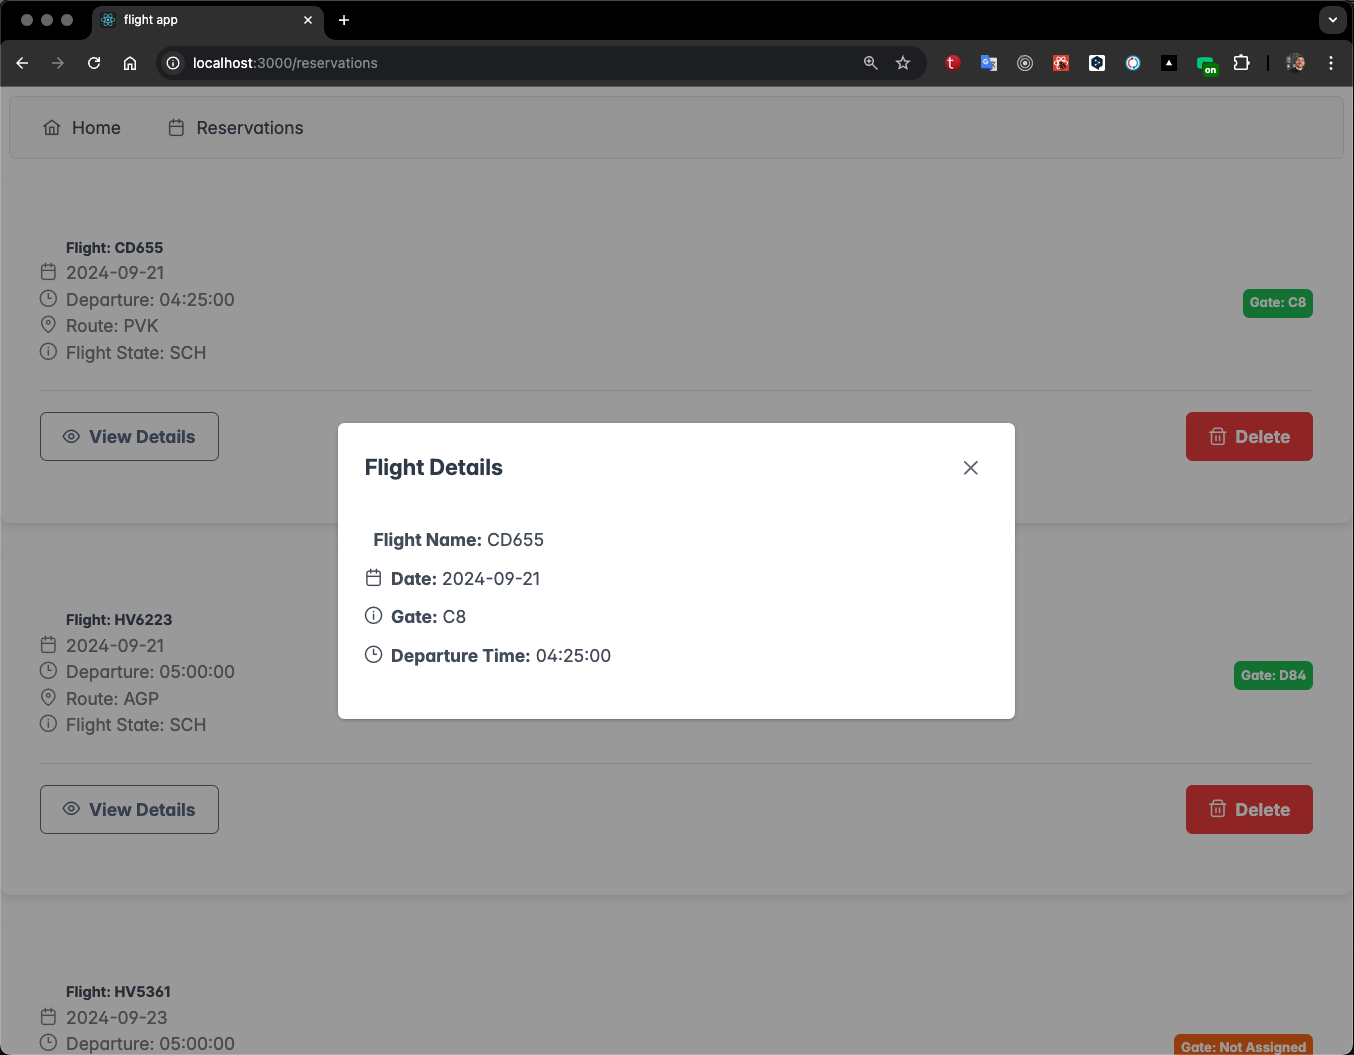 flight app
localhost:3000/reservations
on
Home
Reservations
Flight: CD655
2024-09-21
Departure: 04:25:00
Route: PVK
Flight State: SCH
Gate: C8
View Details
Delete
Flight Details
Flight Name: CD655
Date: 2024-09-21
Gate: C8
Departure Time: 04:25:00
Flight: HV6223
2024-09-21
Departure: 05:00:00
Route: AGP
Flight State: SCH
Gate: D84
View Details
Delete
Flight: HV5361
2024-09-23
Departure: 05:00:00
Gate: Not Assigned